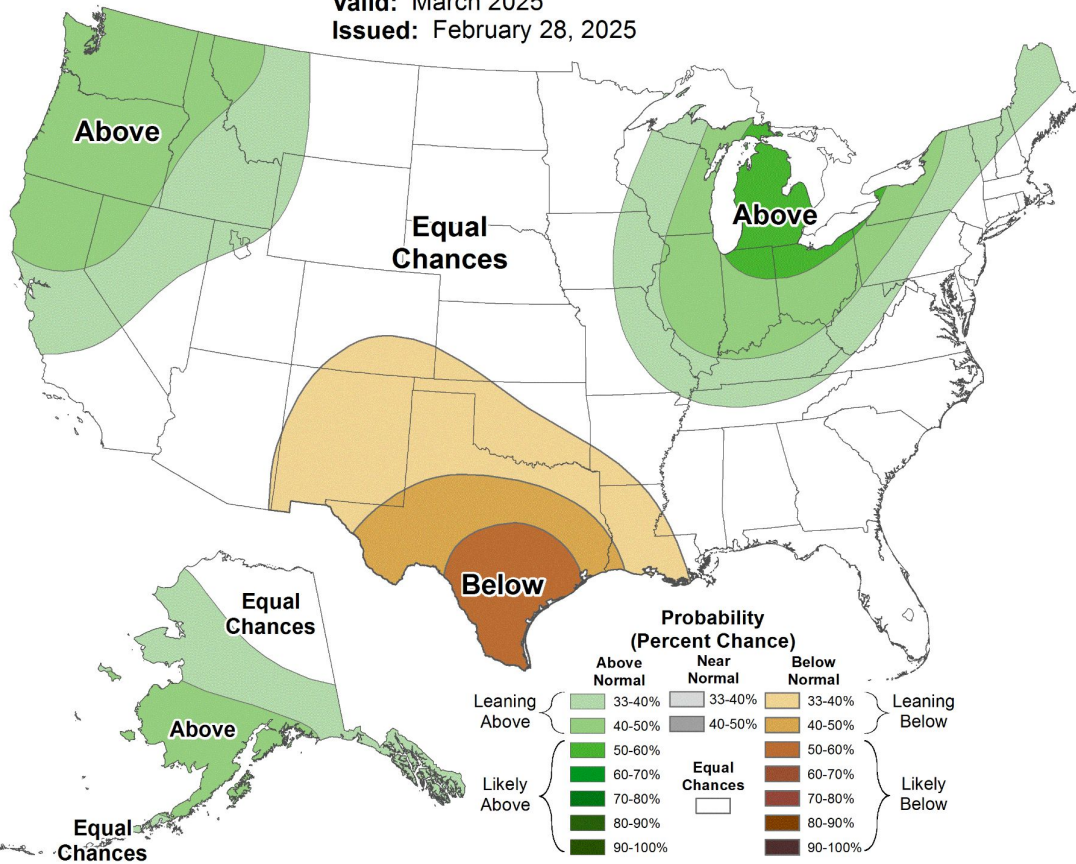 Valid: March 2025
Issued: February 28, 2025
Above
Equal
Chances
Above
Below
Equal
Chances
Above
Equal
Chances
Probability
(Percent Chance)
Above
Normal
Near
Normal
Below
Normal
Leaning
Above
33-40%
33-40%
33-40%
40-50%
40-50%
40-50%
Leaning
Below
Likely
Above
50-60%
60-70%
70-80%
80-90%
90-100%
Equal
Chances
50-60%
60-70%
70-80%
80-90%
90-100%
Likely
Below